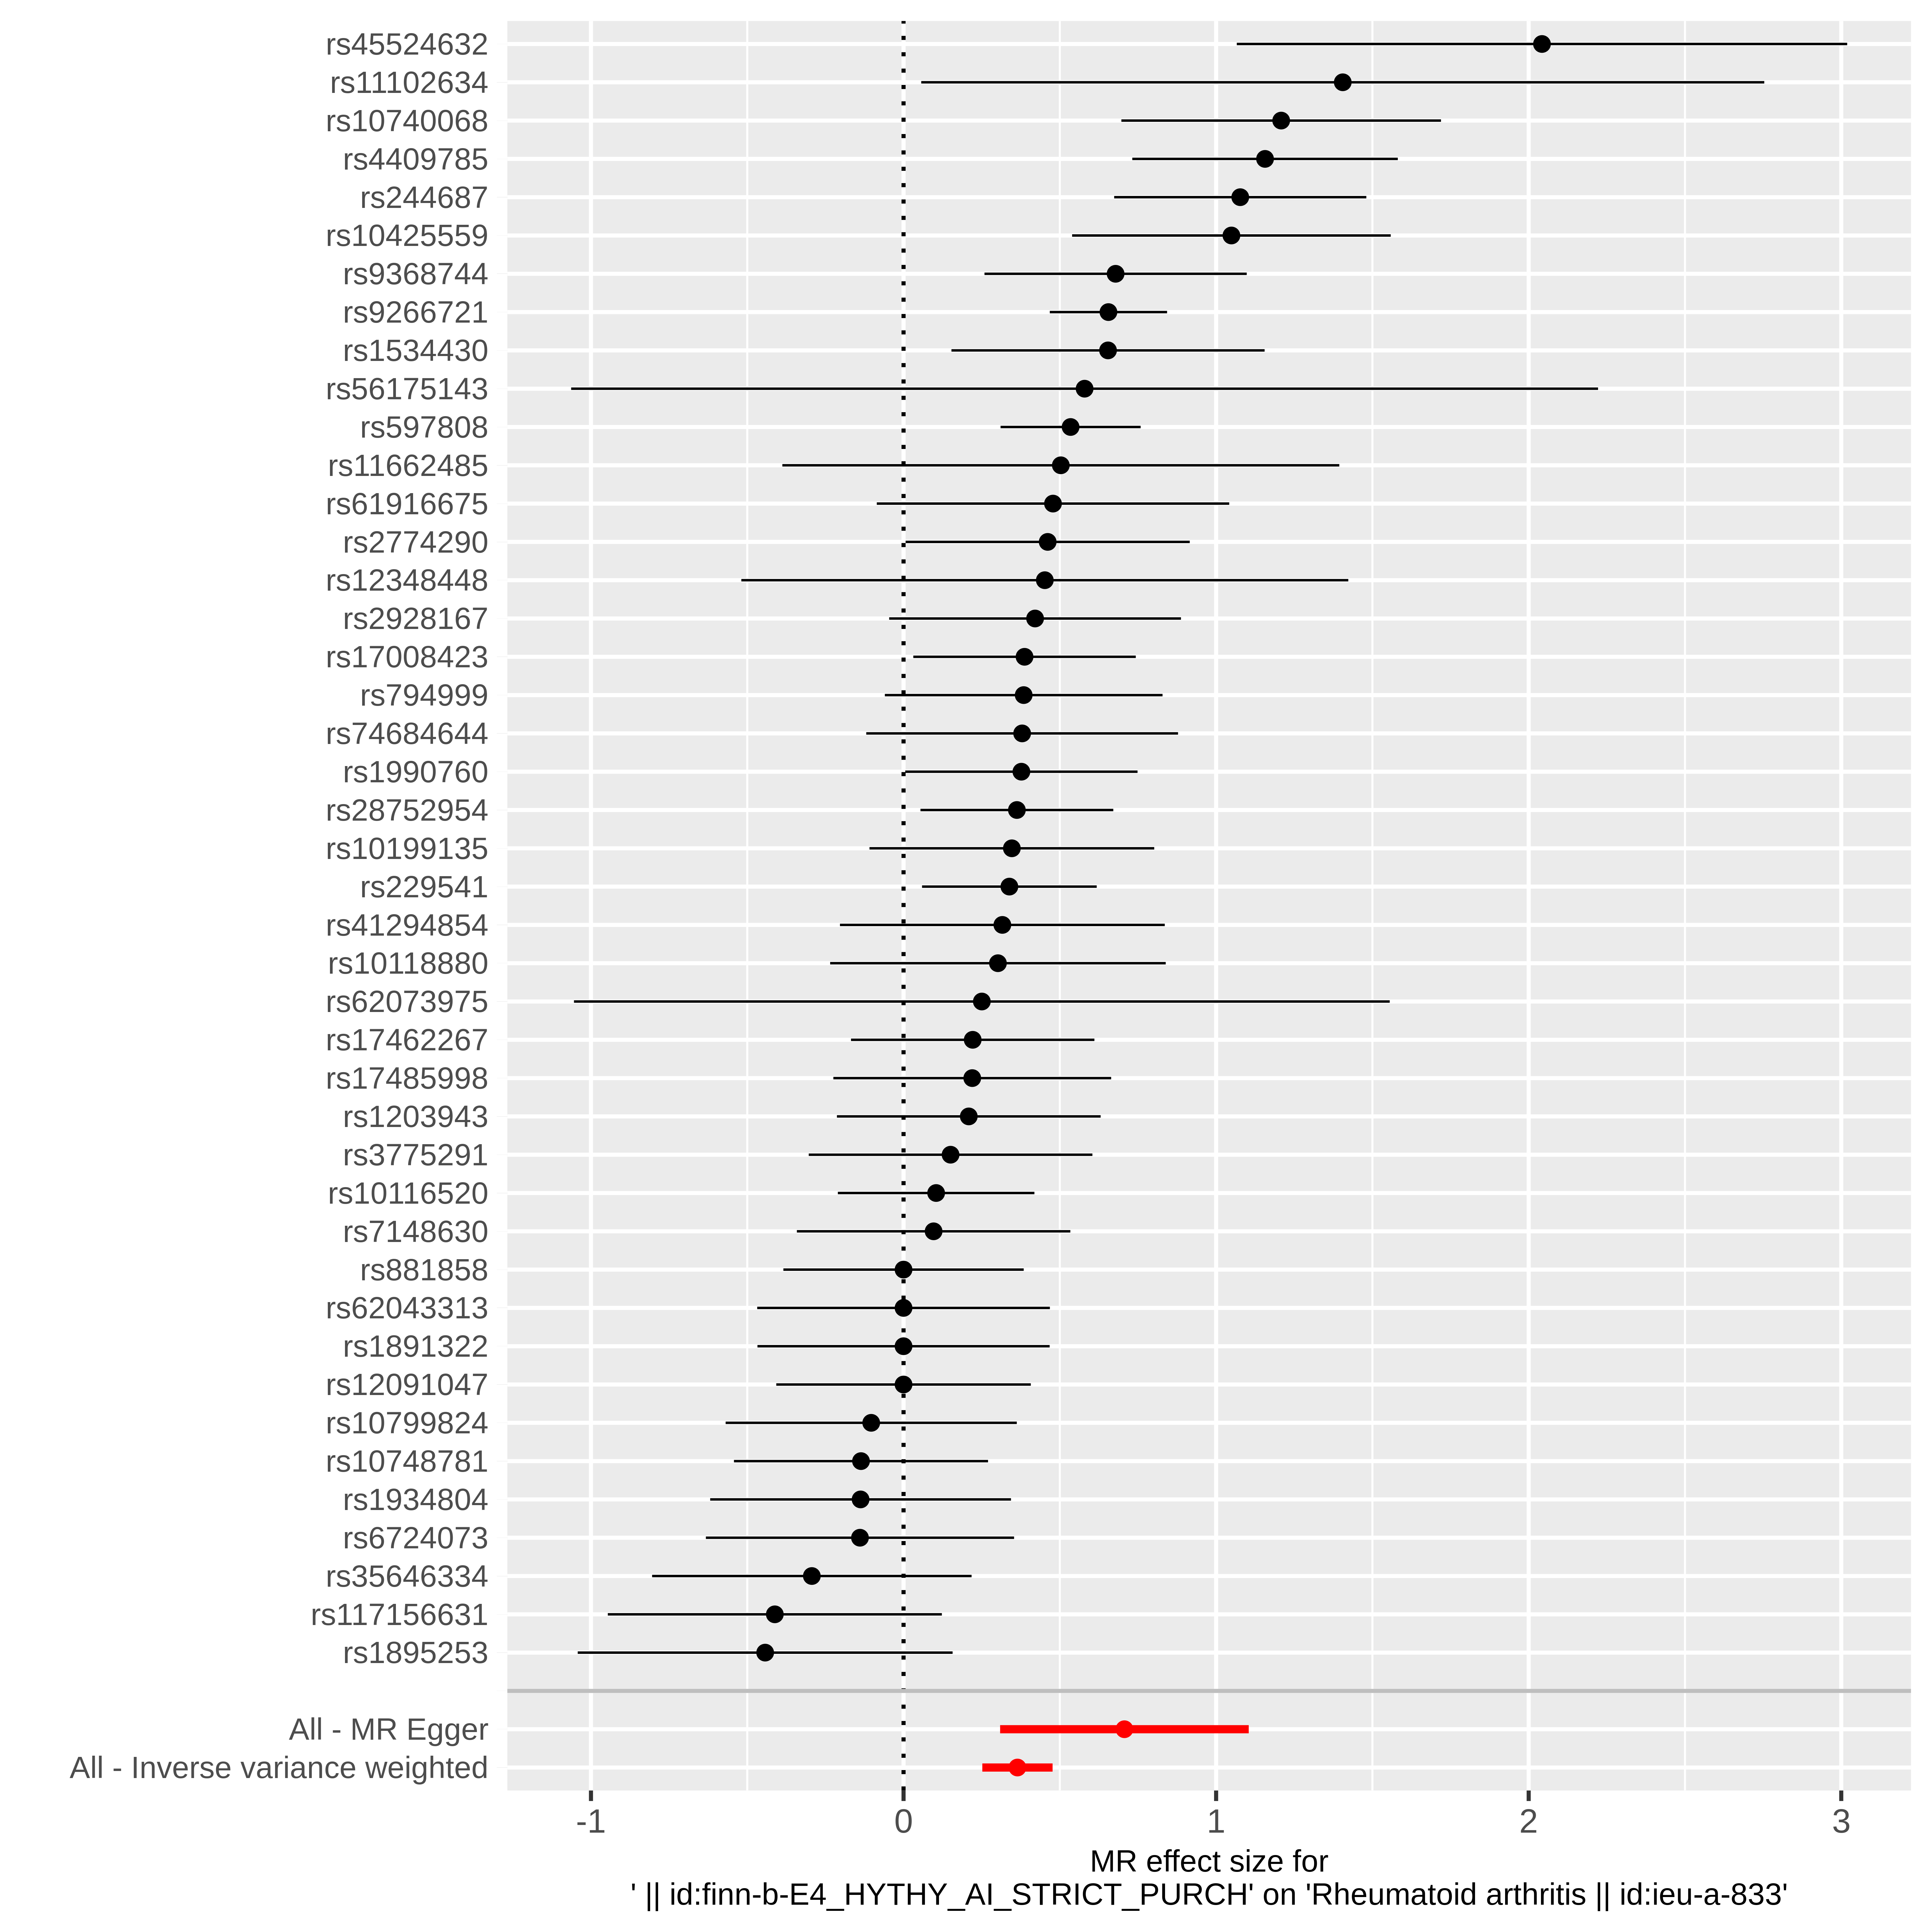 rs45524632
rs11102634
rs10740068
rs4409785
rs244687
rs10425559
rs9368744
rs9266721
rs1534430
rs56175143
rs597808
rs11662485
rs61916675
rs2774290
rs12348448
rs2928167
rs17008423
rs794999
rs74684644
rs1990760
rs28752954
rs10199135
rs229541
rs41294854
rs10118880
rs62073975
rs17462267
rs17485998
rs1203943
rs3775291
rs10116520
rs7148630
rs881858
rs62043313
rs1891322
rs12091047
rs10799824
rs10748781
rs1934804
rs6724073
rs35646334
rs117156631
rs1895253
All - MR Egger
All - Inverse variance weighted
-1 0 1 2 3
MR effect size for
' || id:finn-b-E4_HYTHY_AI_STRICT_PURCH' on 'Rheumatoid arthritis || id:ieu-a-833'